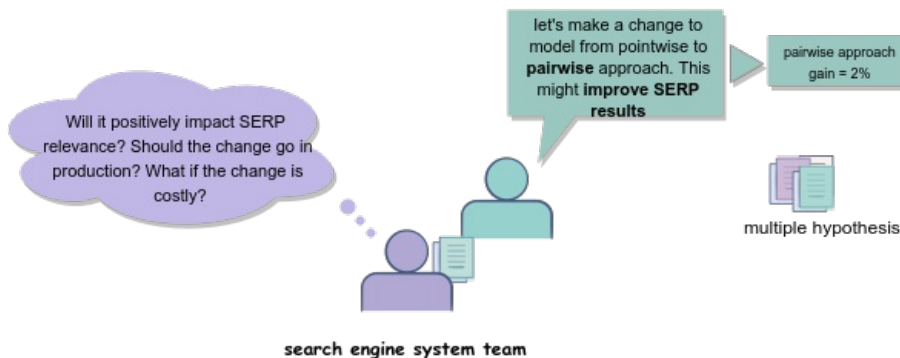 let's make a change to
model from pointwise to
pairwise approach. This
might improve SERP
results
pairwise approach
gain = 2%
Will it positively impact SERP
relevance? Should the change go in
production? What if the change is
costly?
multiple hypothesis
search engine system team